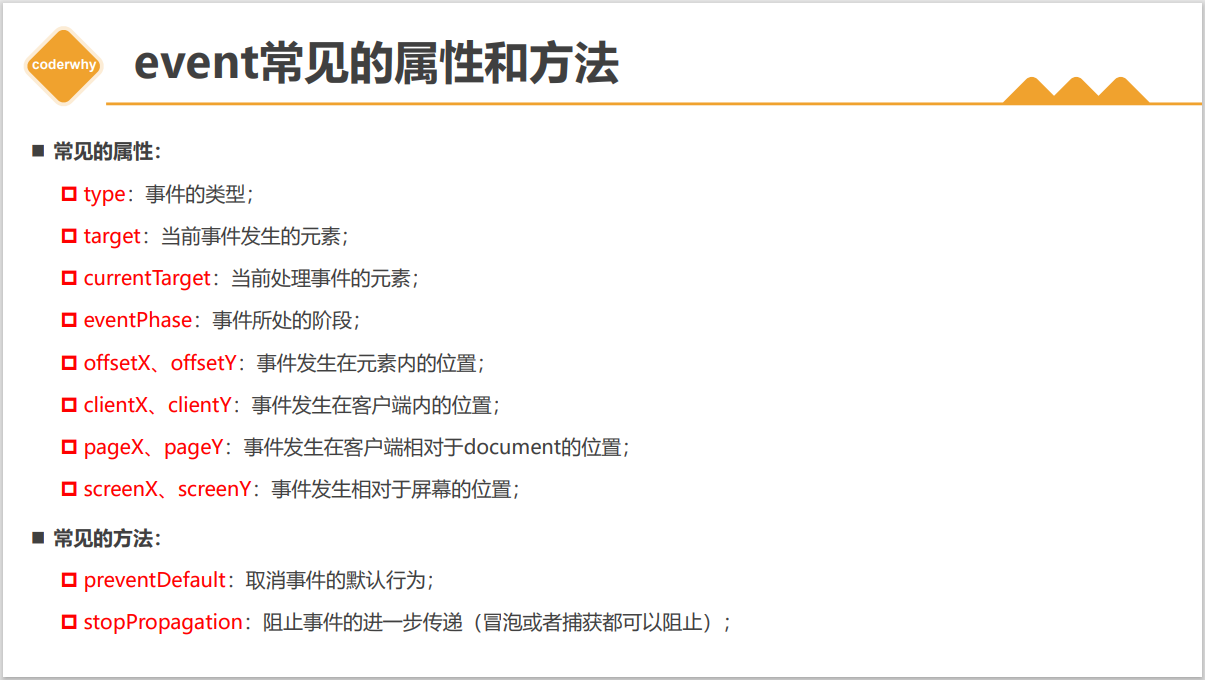 coderwhy
event常见的属性和方法
常见的属性：
type：事件的类型；
target：当前事件发生的元素；
currentTarget：当前处理事件的元素；
eventPhase：事件所处的阶段；
offsetX、offsetY：事件发生在元素内的位置；
clientX、clientY：事件发生在客户端内的位置；
pageX、pageY：事件发生在客户端相对于document的位置；
screenX、screenY：事件发生相对于屏幕的位置；
常见的方法：
preventDefault：取消事件的默认行为；
stopPropagation：阻止事件的进一步传递（冒泡或者捕获都可以阻止）；